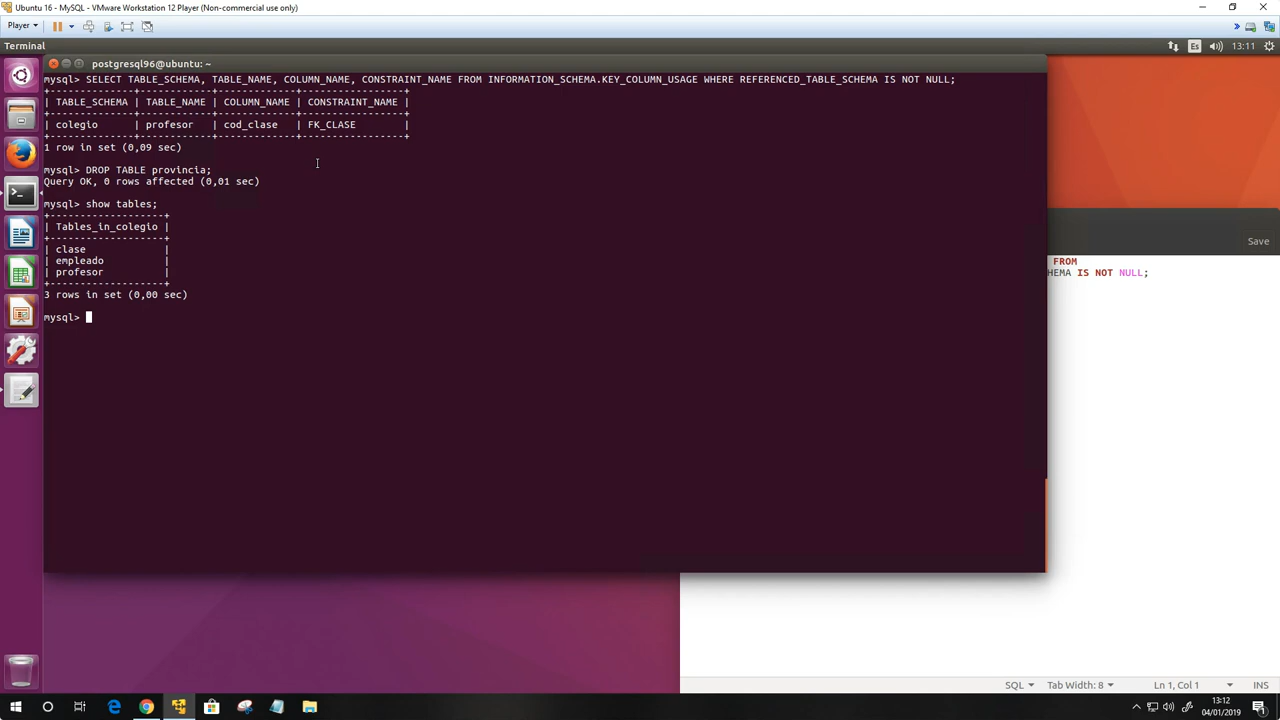 Ubuntu 16 - MySQL - VMware Workstation 12 Player (Non-commercial use only)
Player
Terminal
Es
13:11
postgresql96@ubuntu: ~
mysql> SELECT TABLE_SCHEMA, TABLE_NAME, COLUMN_NAME, CONSTRAINT_NAME FROM INFORMATION_SCHEMA.KEY_COLUMN_USAGE WHERE REFERENCED_TABLE_SCHEMA IS NOT NULL;
+--------------+------------+-------------+-----------------+
| TABLE_SCHEMA | TABLE_NAME | COLUMN_NAME | CONSTRAINT_NAME |
+--------------+------------+-------------+-----------------+
| colegio | profesor | cod_clase | FK_CLASE |
+--------------+------------+-------------+-----------------+
1 row in set (0,09 sec)
mysql> DROP TABLE provincia;
Query OK, 0 rows affected (0,01 sec)
mysql> show tables;
+-------------------+
| Tables_in_colegio |
+-------------------+
| clase |
| empleado |
| profesor |
+-------------------+
3 rows in set (0,00 sec)
mysql>
Save
FROM
HEMA IS NOT NULL;
SQL
Tab Width: 8
Ln 1, Col 1
INS
13:12
04/01/2019
1